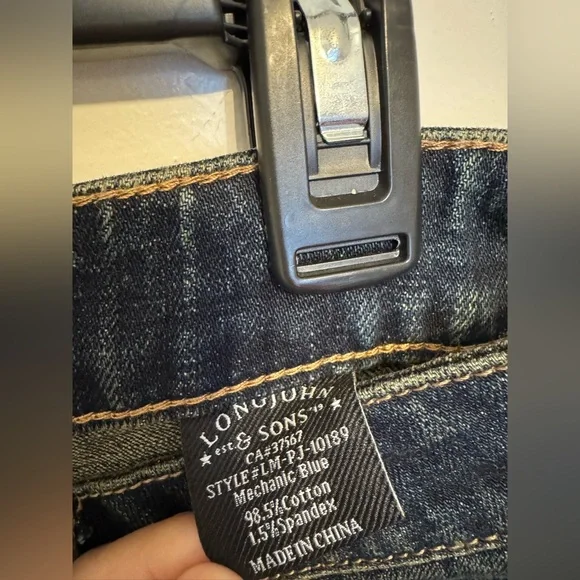 LONGJOHN
est. & SONS '19
CA#37567
STYLE#LM-PJ-10189
Mechanic Blue
98.5%Cotton
1.5%Spandex
MADE IN CHINA